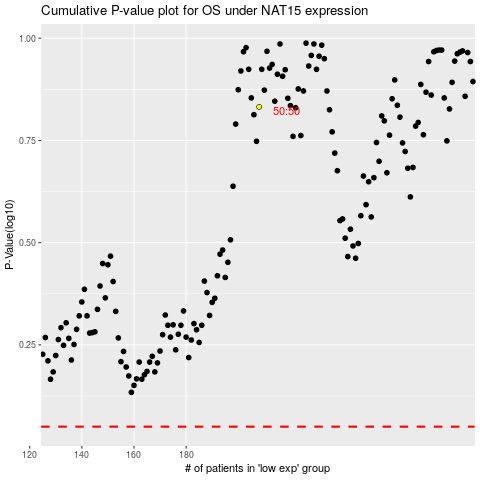 Cumulative P-value plot for OS under NAT15 expression
P-Value(log10)
1.00
0.75
0.50
0.25
50:50
120 140 160 180
# of patients in 'low exp' group